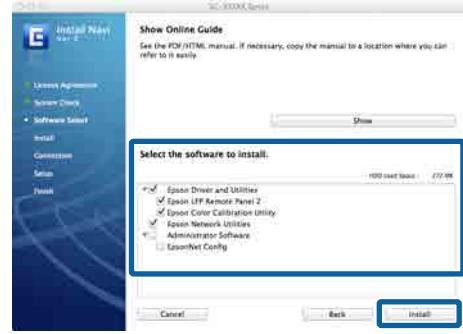 SC-XXXXX Series
Install Navi
Ver.2
License Agreement
System Check
Software Select
Install
Connection
Setup
Finish
Show Online Guide
See the PDF/HTML manual. If necessary, copy the manual to a location where you can
refer to it easily.
Show
Select the software to install.
Epson Driver and Utilities
Epson LFP Remote Panel 2
Epson Color Calibration Utility
Epson Network Utilities
Administrator Software
EpsonNet Config
Cancel
Back
Install